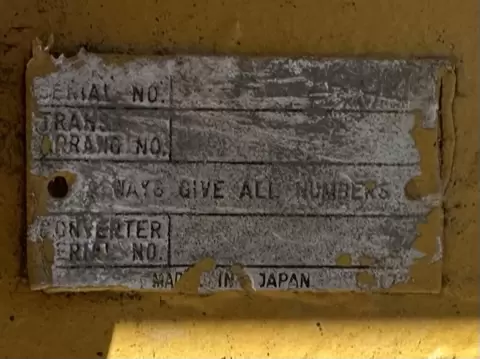 SERIAL NO.
TRANS
ARRANG NO.
ALWAYS GIVE ALL NUMBERS
CONVERTER
SERIAL NO.
MADE IN JAPAN